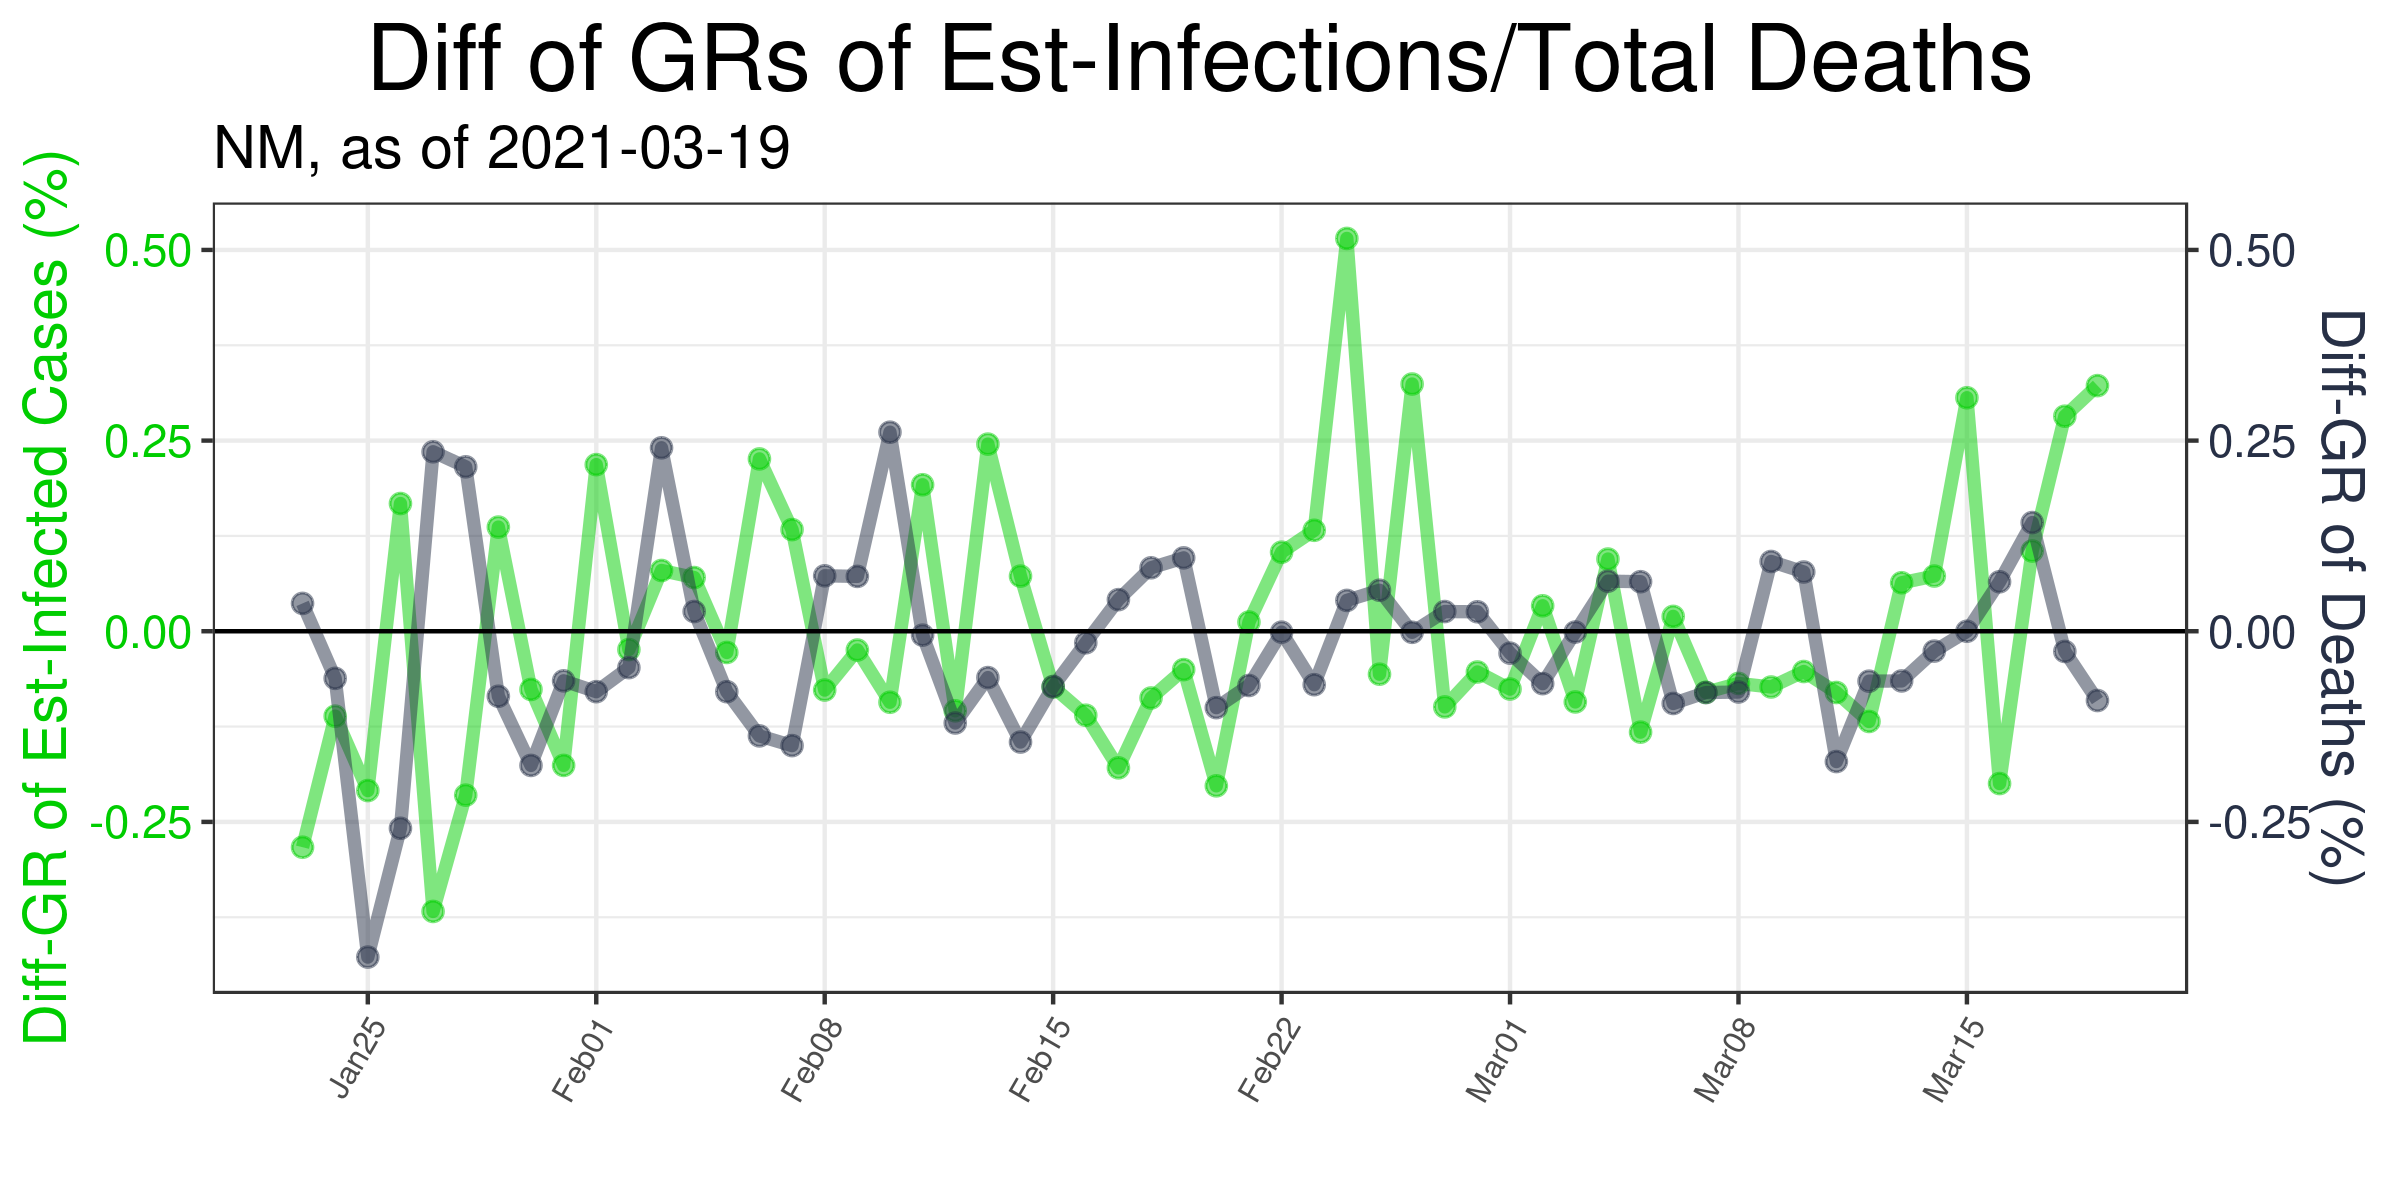 Diff of GRs of Est-Infections/Total Deaths
NM, as of 2021-03-19
Diff-GR of Est-Infected Cases (%)
0.50
0.25
0.00
-0.25
0.50
0.25
0.00
-0.25
Diff-GR of Deaths (%)
Jan25
Feb01
Feb08
Feb15
Feb22
Mar01
Mar08
Mar15